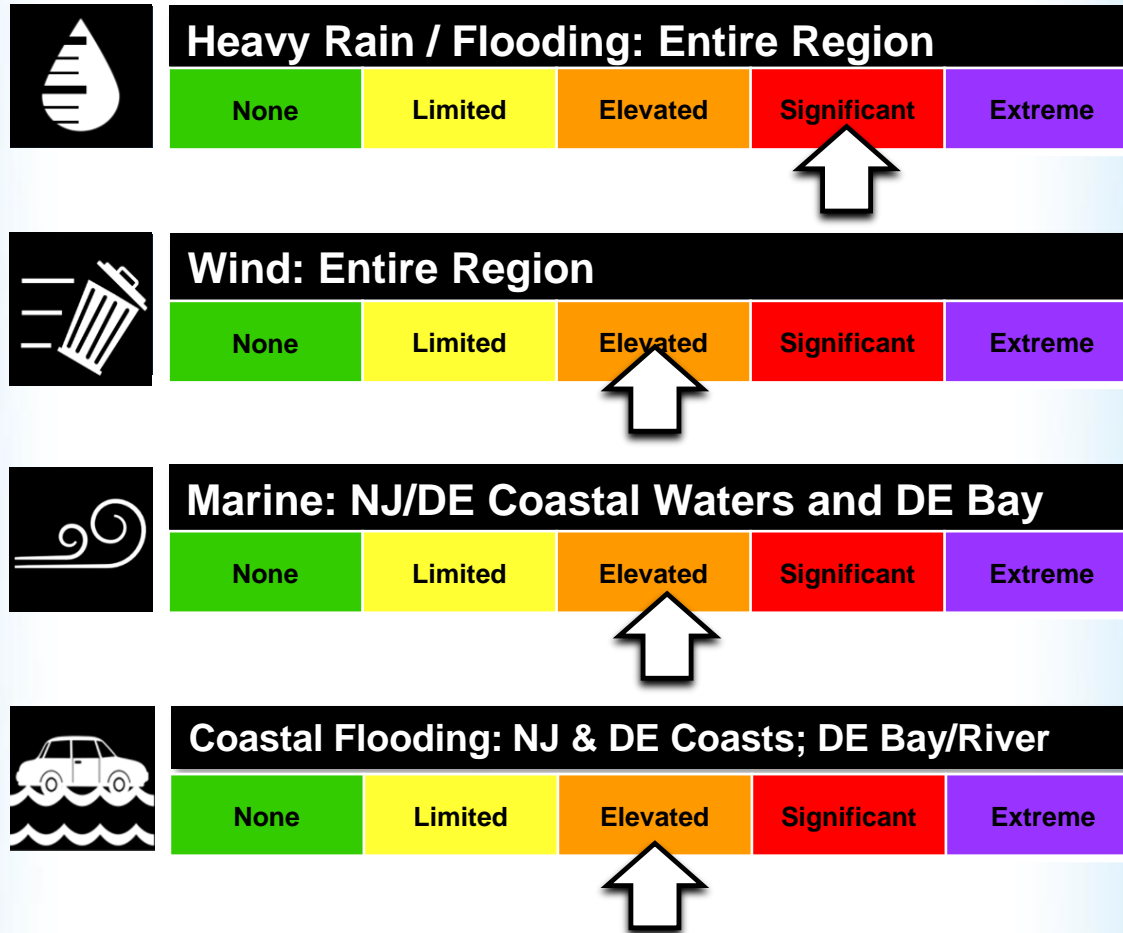 Heavy Rain / Flooding: Entire Region
None Limited Elevated Significant Extreme
Wind: Entire Region
None Limited Elevated Significant Extreme
Marine: NJ/DE Coastal Waters and DE Bay
None Limited Elevated Significant Extreme
Coastal Flooding: NJ & DE Coasts; DE Bay/River
None Limited Elevated Significant Extreme